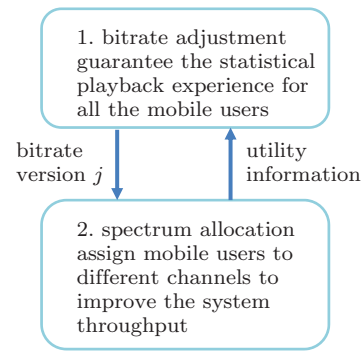 1. bitrate adjustment
guarantee the statistical
playback experience for
all the mobile users
bitrate
version j
utility
information
2. spectrum allocation
assign mobile users to
different channels to
improve the system
throughput